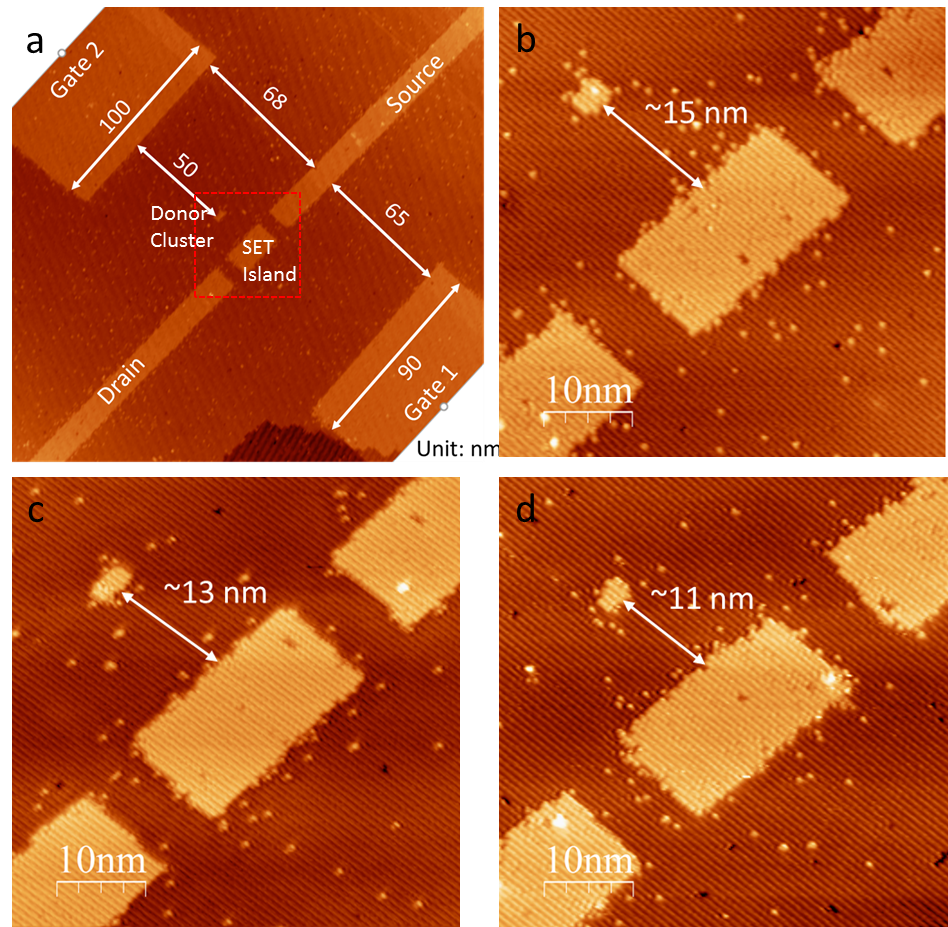 a
Gate 2
100
68
Source
50
Donor
Cluster
SET
Island
65
Drain
90
Gate 1
Unit: nm
b
~15 nm
10nm
c
~13 nm
10nm
d
~11 nm
10nm